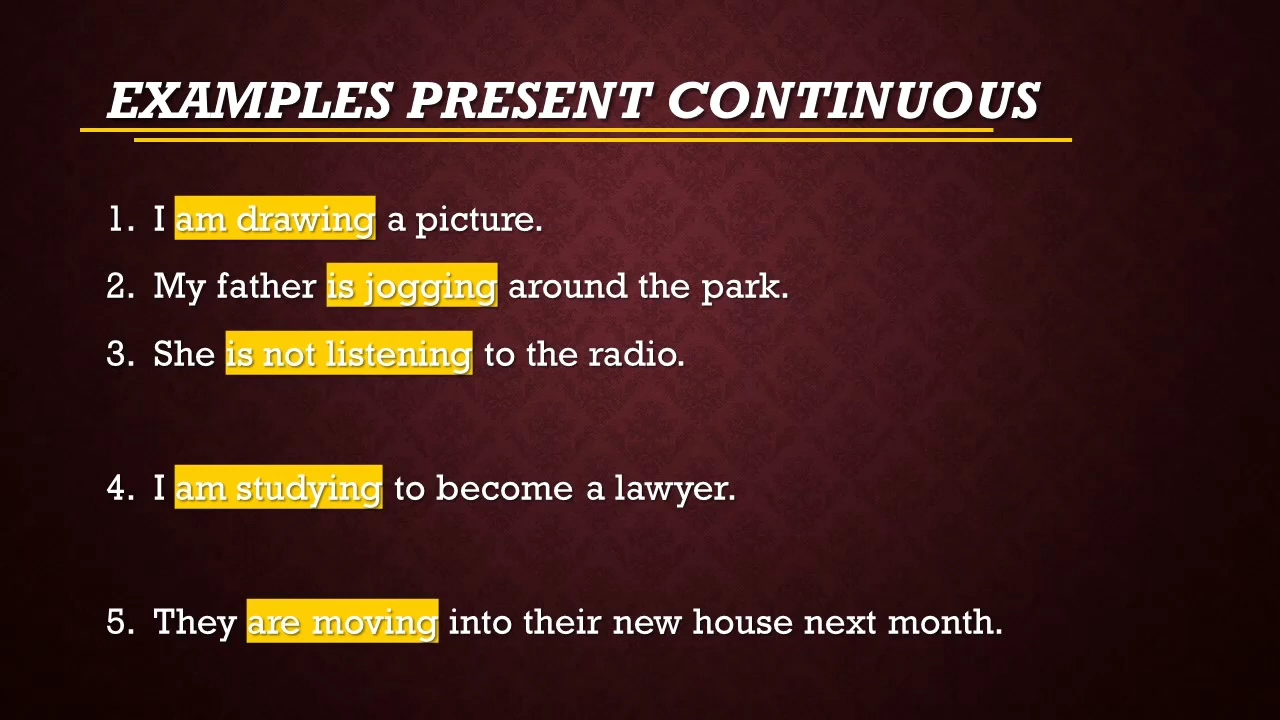 EXAMPLES PRESENT CONTINUOUS
1. I am drawing a picture.
2. My father is jogging around the park.
3. She is not listening to the radio.
4. I am studying to become a lawyer.
5. They are moving into their new house next month.